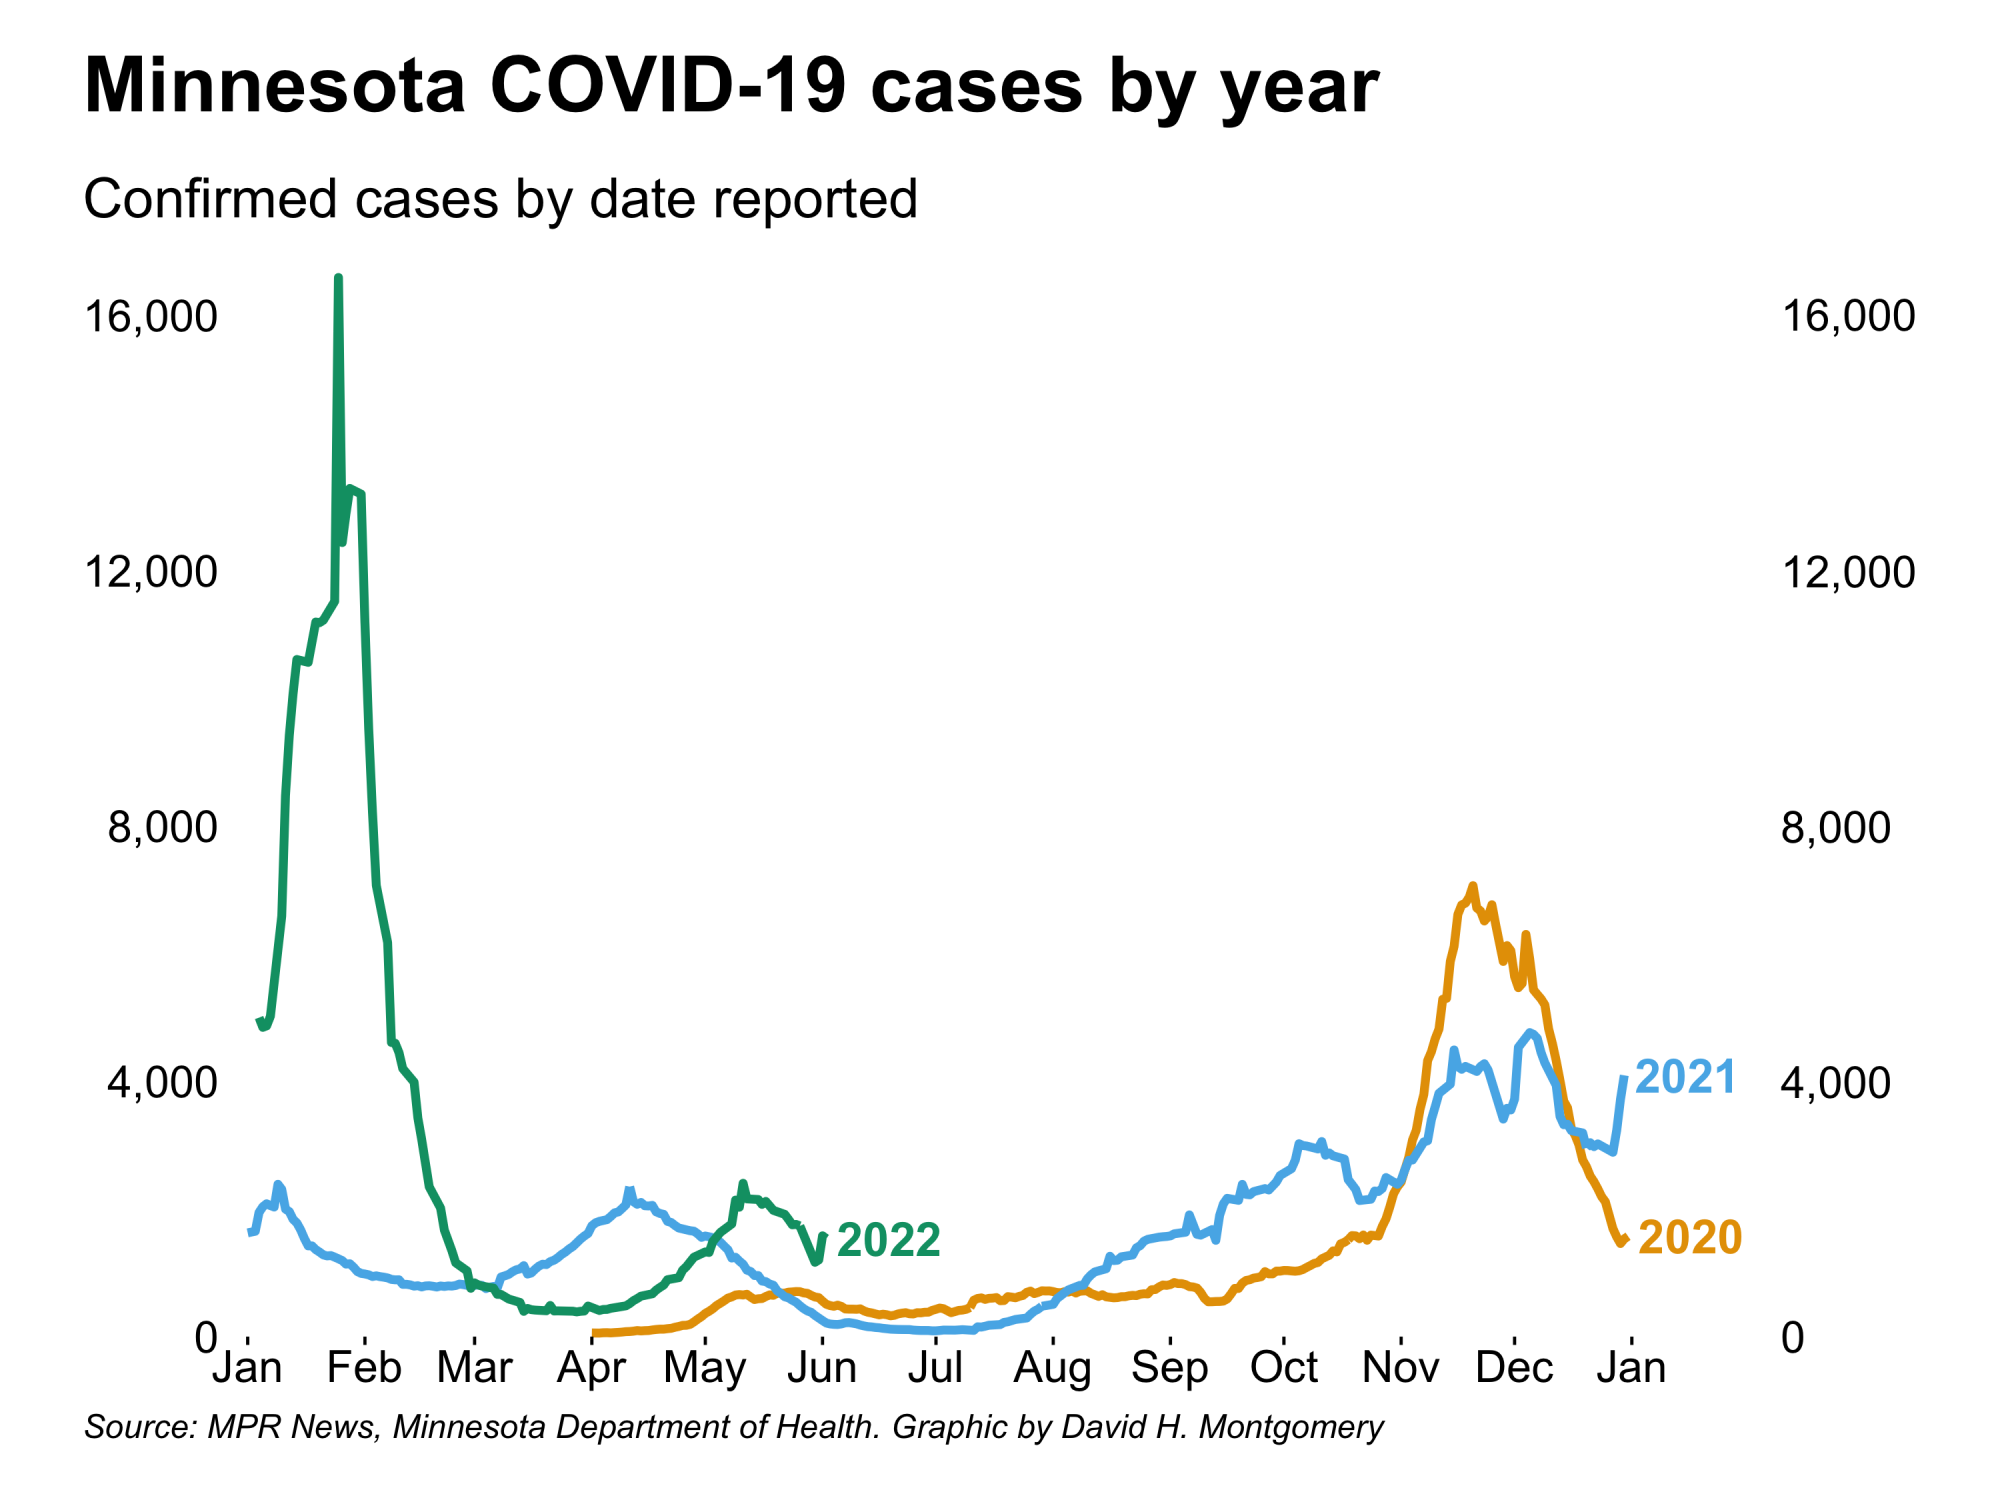 Minnesota COVID-19 cases by year
Confirmed cases by date reported
16,000 16,000
12,000 12,000
8,000 8,000
4,000 2021 4,000
2022 2020
0 0
Jan Feb Mar Apr May Jun Jul Aug Sep Oct Nov Dec Jan
Source: MPR News, Minnesota Department of Health. Graphic by David H. Montgomery